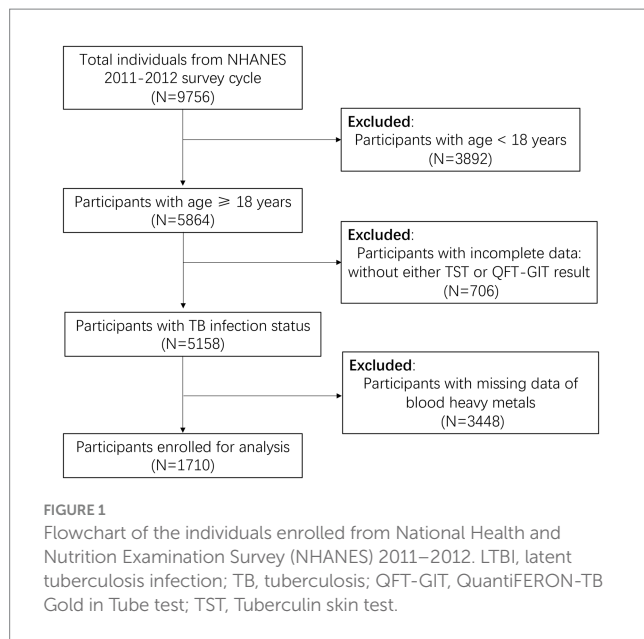 Total individuals from NHANES
2011-2012 survey cycle
(N=9756)
Excluded:
Participants with age < 18 years
(N=3892)
Participants with age ≥ 18 years
(N=5864)
Excluded:
Participants with incomplete data:
without either TST or QFT-GIT result
(N=706)
Participants with TB infection status
(N=5158)
Excluded:
Participants with missing data of
blood heavy metals
(N=3448)
Participants enrolled for analysis
(N=1710)
FIGURE 1
Flowchart of the individuals enrolled from National Health and
Nutrition Examination Survey (NHANES) 2011–2012. LTBI, latent
tuberculosis infection; TB, tuberculosis; QFT-GIT, QuantiFERON-TB
Gold in Tube test; TST, Tuberculin skin test.